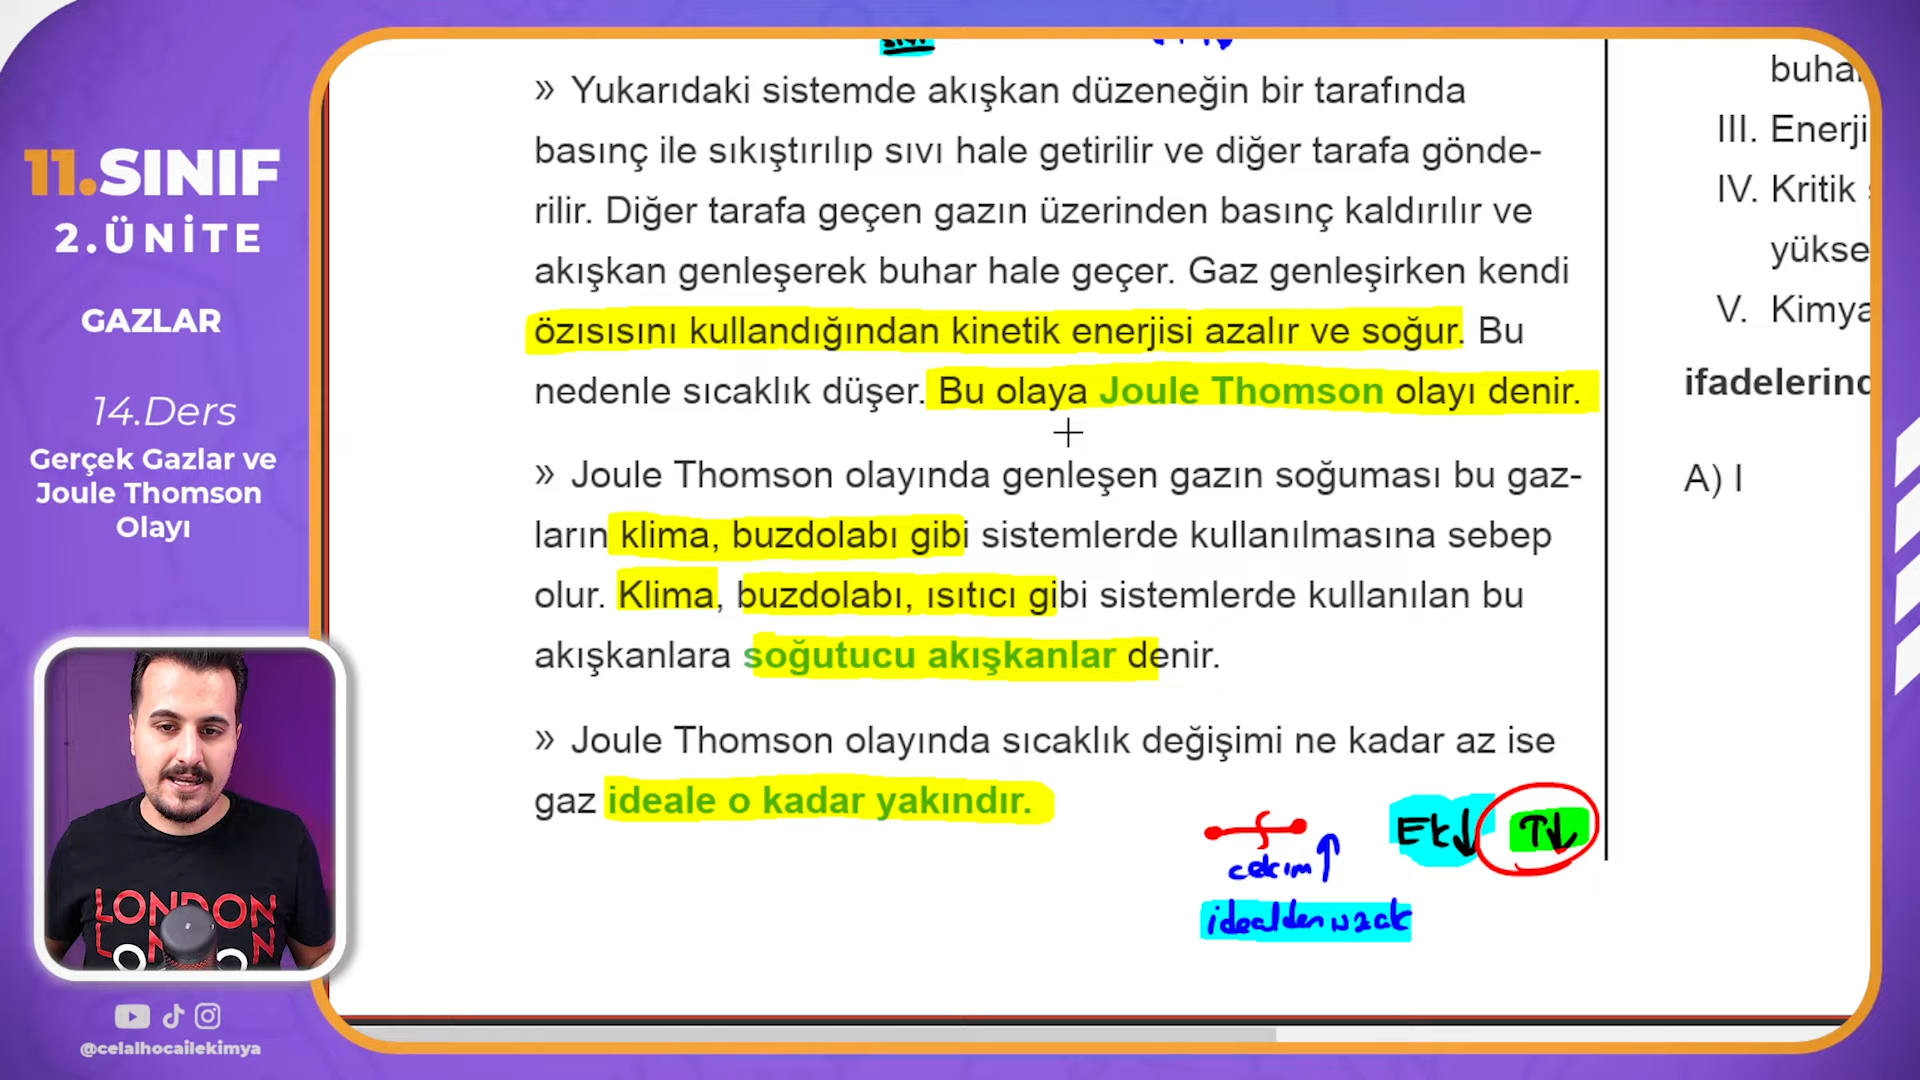 11.SINIF
2.ÜNİTE
GAZLAR
14.Ders
Gerçek Gazlar ve
Joule Thomson
Olayı
» Yukarıdaki sistemde akışkan düzeneğin bir tarafında
basınç ile sıkıştırılıp sıvı hale getirilir ve diğer tarafa gönde-
rilir. Diğer tarafa geçen gazın üzerinden basınç kaldırılır ve
akışkan genleşerek buhar hale geçer. Gaz genleşirken kendi
özısısını kullandığından kinetik enerjisi azalır ve soğur. Bu
nedenle sıcaklık düşer. Bu olaya Joule Thomson olayı denir.
» Joule Thomson olayında genleşen gazın soğuması bu gaz-
ların klima, buzdolabı gibi sistemlerde kullanılmasına sebep
olur. Klima, buzdolabı, ısıtıcı gibi sistemlerde kullanılan bu
akışkanlara soğutucu akışkanlar denir.
» Joule Thomson olayında sıcaklık değişimi ne kadar az ise
gaz ideale o kadar yakındır.
çekim↑
Ek↓ T↓
idealden uzak
buha
III. Enerji
IV. Kritik
yükse
V. Kimya
ifadelerind
A) I
LONDON
@celalhocailekimya